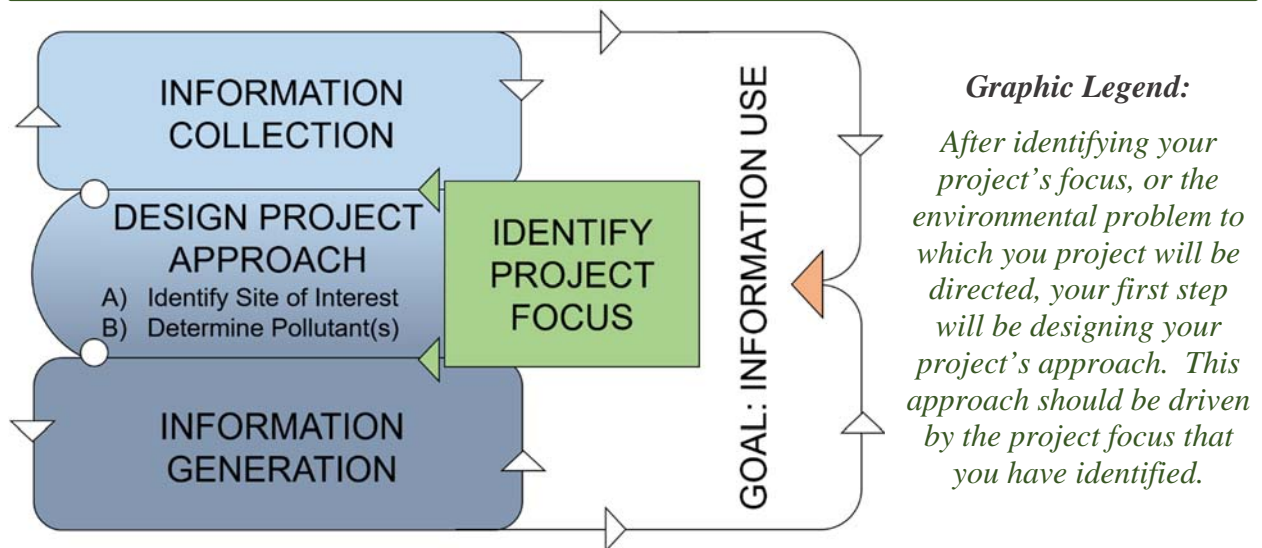 INFORMATION
COLLECTION
DESIGN PROJECT
APPROACH
A) Identify Site of Interest
B) Determine Pollutant(s)
IDENTIFY
PROJECT
FOCUS
INFORMATION
GENERATION
GOAL: INFORMATION USE
Graphic Legend:
After identifying your
project’s focus, or the
environmental problem to
which you project will be
directed, your first step
will be designing your
project’s approach. This
approach should be driven
by the project focus that
you have identified.